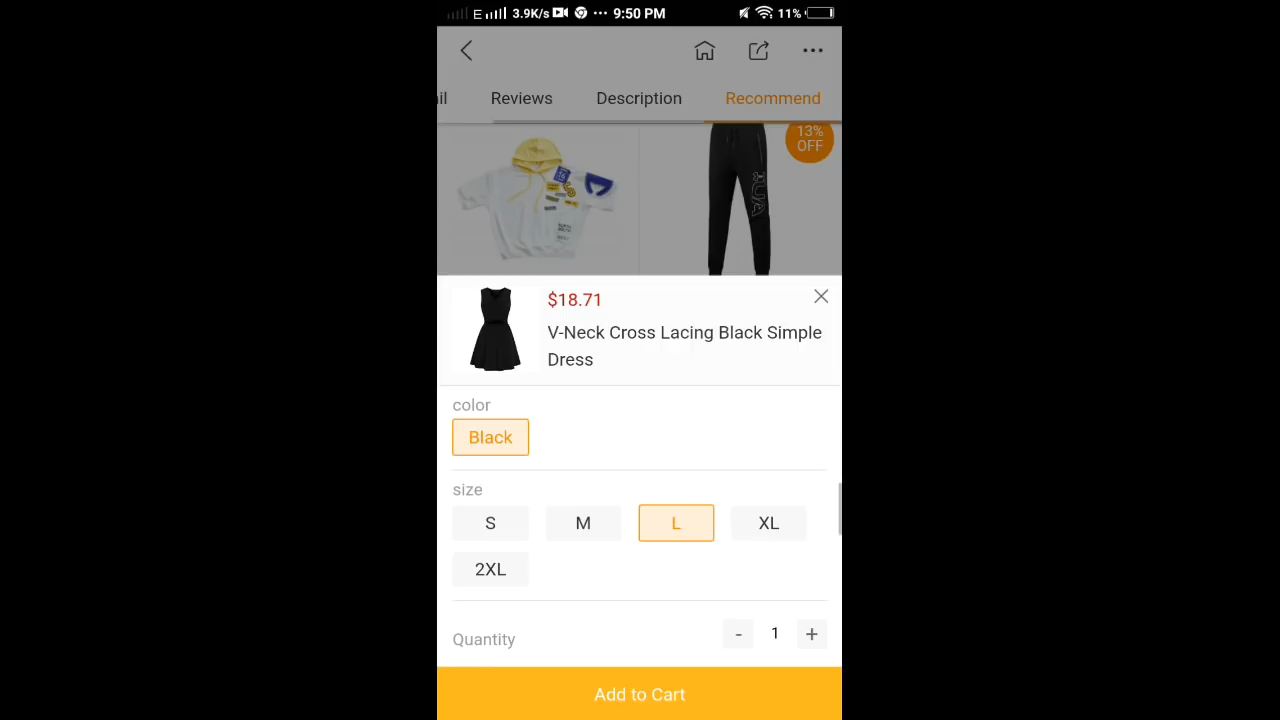 E 3.9K/s ··· 9:50 PM 11%
il Reviews Description Recommend
13%
OFF
$18.71
V-Neck Cross Lacing Black Simple
Dress
color
Black
size
S M L XL
2XL
Quantity - 1 +
Add to Cart